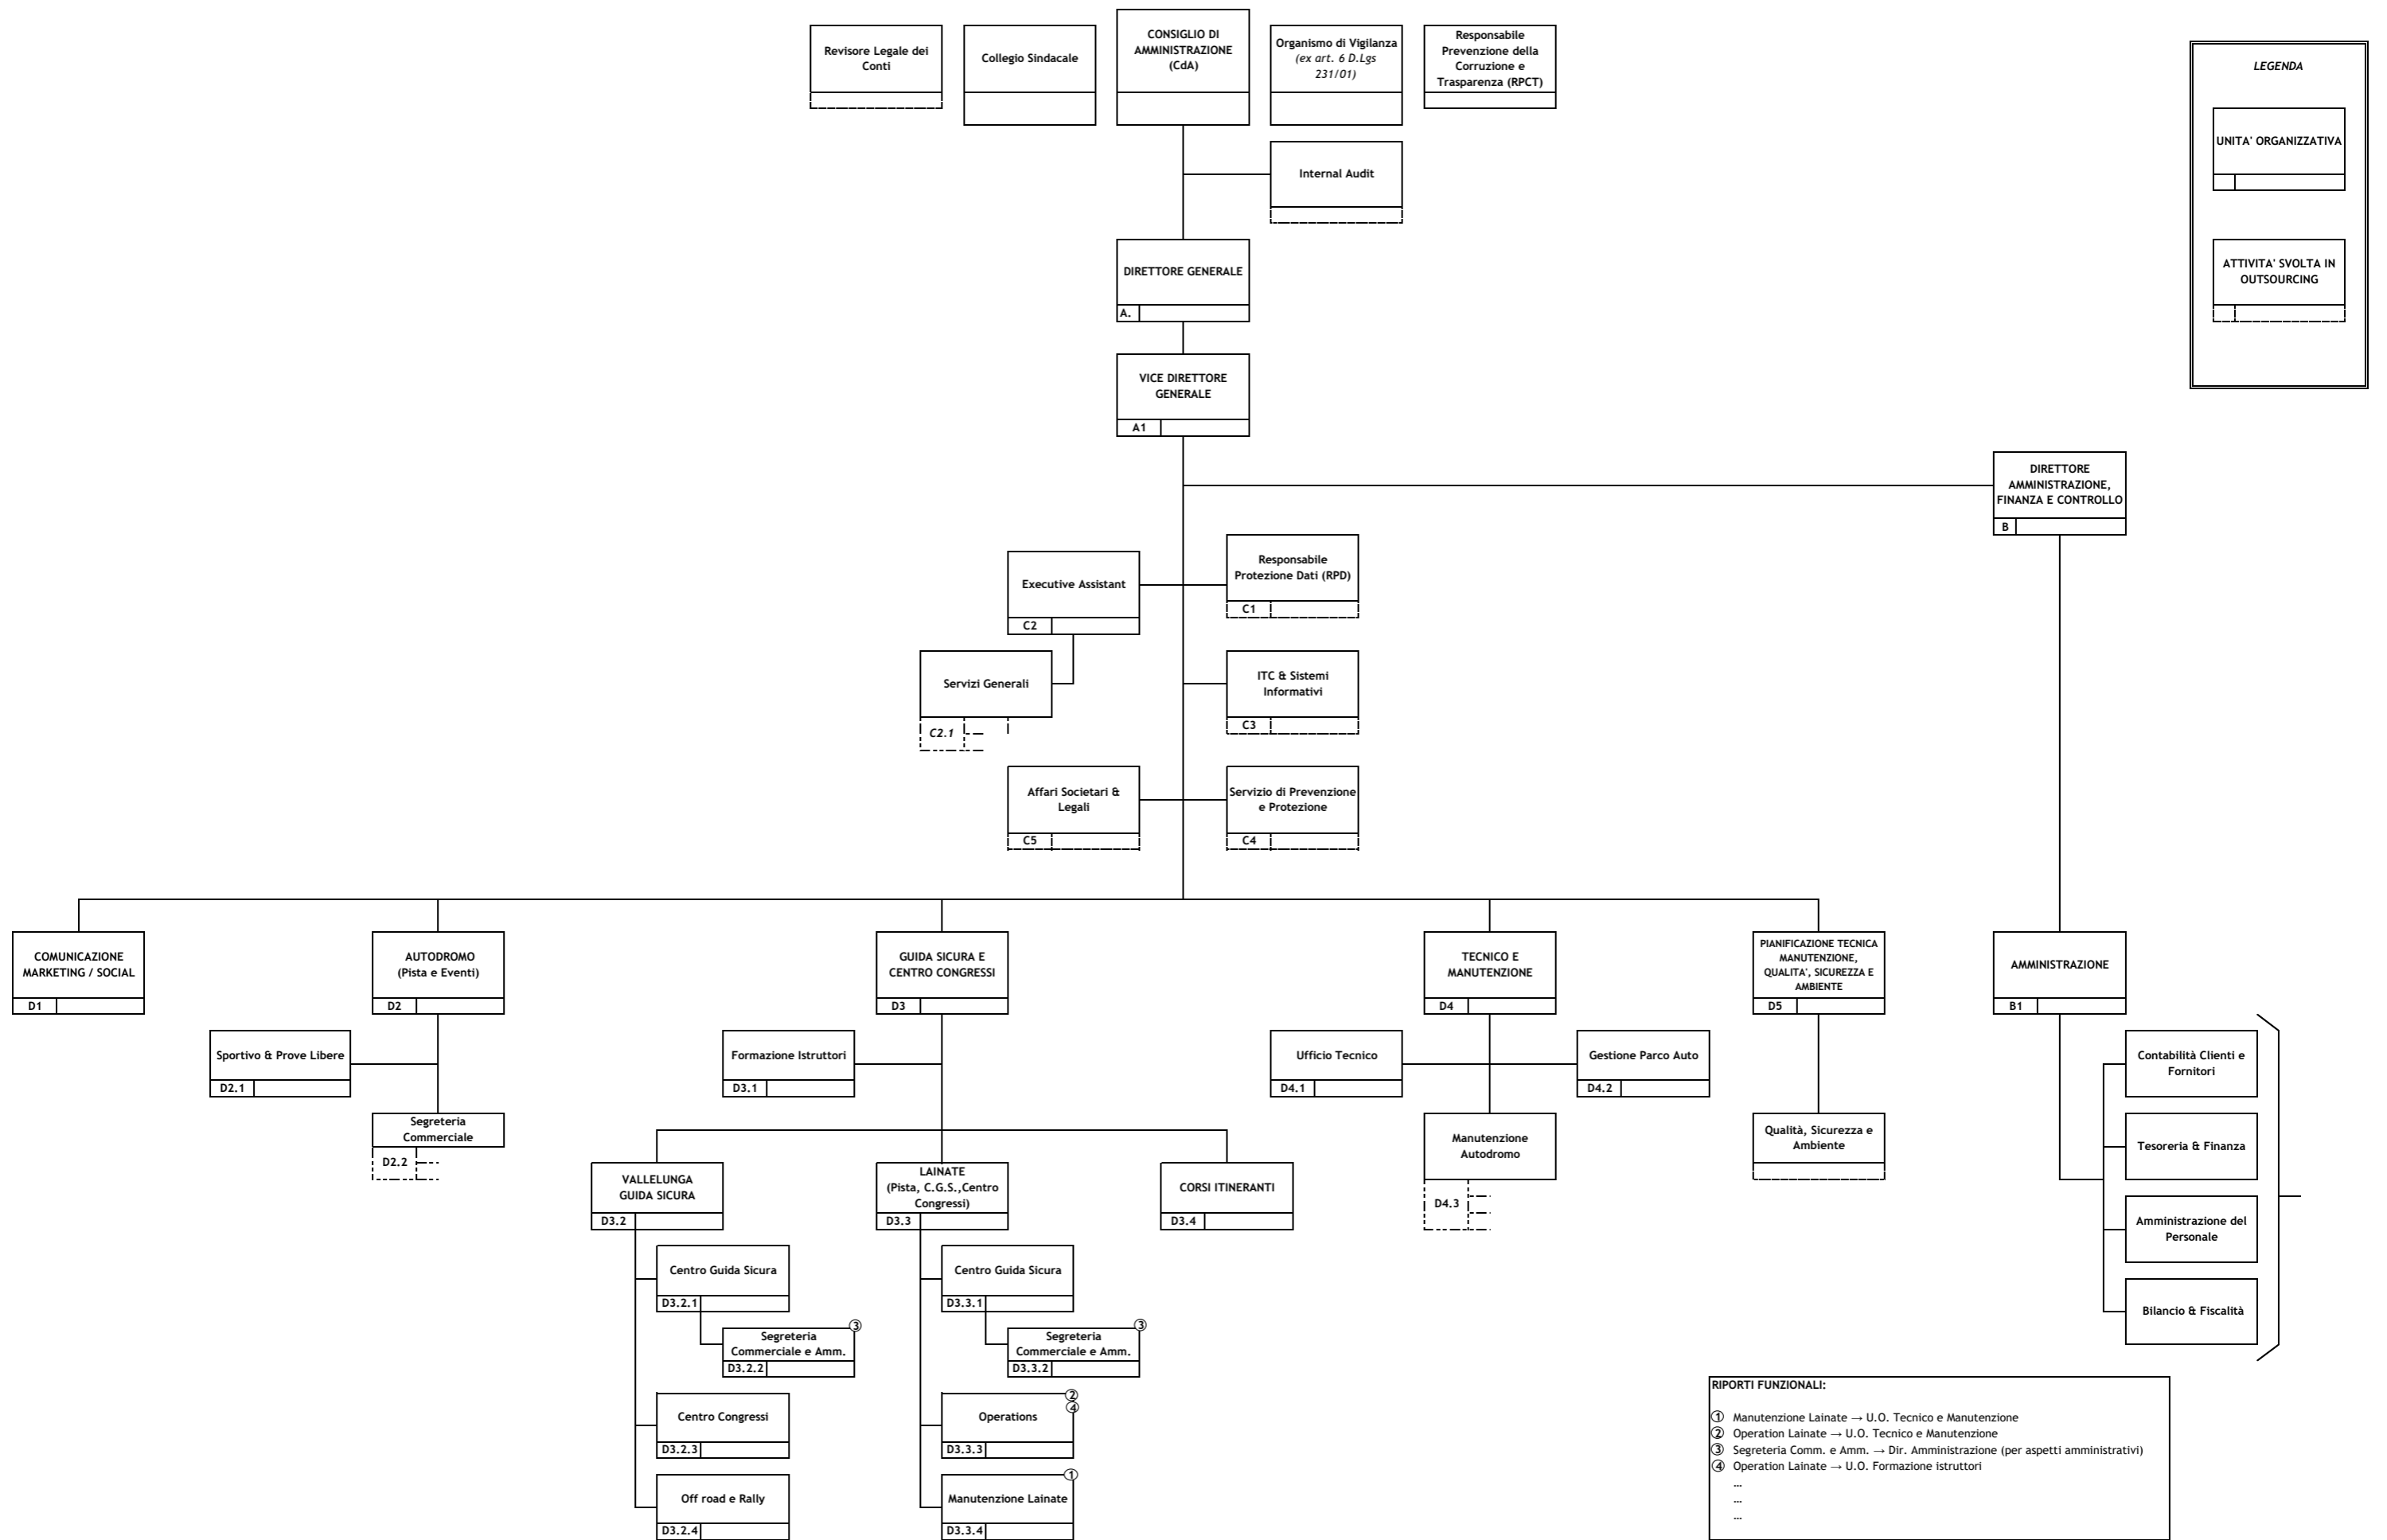 Revisore Legale dei
Conti
Collegio Sindacale
CONSIGLIO DI
AMMINISTRAZIONE
(CdA)
Organismo di Vigilanza
(ex art. 6 D.Lgs
231/01)
Responsabile
Prevenzione della
Corruzione e
Trasparenza (RPCT)
LEGENDA
UNITA' ORGANIZZATIVA
ATTIVITA' SVOLTA IN
OUTSOURCING
Internal Audit
DIRETTORE GENERALE
A.
VICE DIRETTORE
GENERALE
A1
DIRETTORE
AMMINISTRAZIONE,
FINANZA E CONTROLLO
B
Executive Assistant
C2
Responsabile
Protezione Dati (RPD)
C1
Servizi Generali
C2.1
ITC & Sistemi
Informativi
C3
Affari Societari &
Legali
C5
Servizio di Prevenzione
e Protezione
C4
COMUNICAZIONE
MARKETING / SOCIAL
D1
AUTODROMO
(Pista e Eventi)
D2
GUIDA SICURA E
CENTRO CONGRESSI
D3
TECNICO E
MANUTENZIONE
D4
PIANIFICAZIONE TECNICA
MANUTENZIONE,
QUALITA', SICUREZZA E
AMBIENTE
D5
AMMINISTRAZIONE
B1
Sportivo & Prove Libere
D2.1
Segreteria
Commerciale
D2.2
Formazione Istruttori
D3.1
Ufficio Tecnico
D4.1
Gestione Parco Auto
D4.2
Manutenzione
Autodromo
D4.3
Qualità, Sicurezza e
Ambiente
Contabilità Clienti e
Fornitori
Tesoreria & Finanza
Amministrazione del
Personale
Bilancio & Fiscalità
VALLELUNGA
GUIDA SICURA
D3.2
LAINATE
(Pista, C.G.S.,Centro
Congressi)
D3.3
CORSI ITINERANTI
D3.4
Centro Guida Sicura
D3.2.1
③
Segreteria
Commerciale e Amm.
D3.2.2
Centro Congressi
D3.2.3
Off road e Rally
D3.2.4
Centro Guida Sicura
D3.3.1
③
Segreteria
Commerciale e Amm.
D3.3.2
②
④
Operations
D3.3.3
①
Manutenzione Lainate
D3.3.4
RIPORTI FUNZIONALI:
① Manutenzione Lainate → U.O. Tecnico e Manutenzione
② Operation Lainate → U.O. Tecnico e Manutenzione
③ Segreteria Comm. e Amm. → Dir. Amministrazione (per aspetti amministrativi)
④ Operation Lainate → U.O. Formazione istruttori
...
...
...